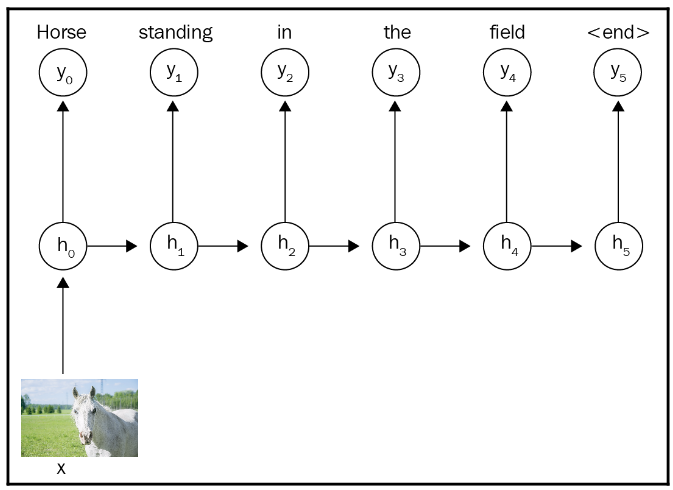 Horse standing in the field <end>
y0 y1 y2 y3 y4 y5
h0 h1 h2 h3 h4 h5
x